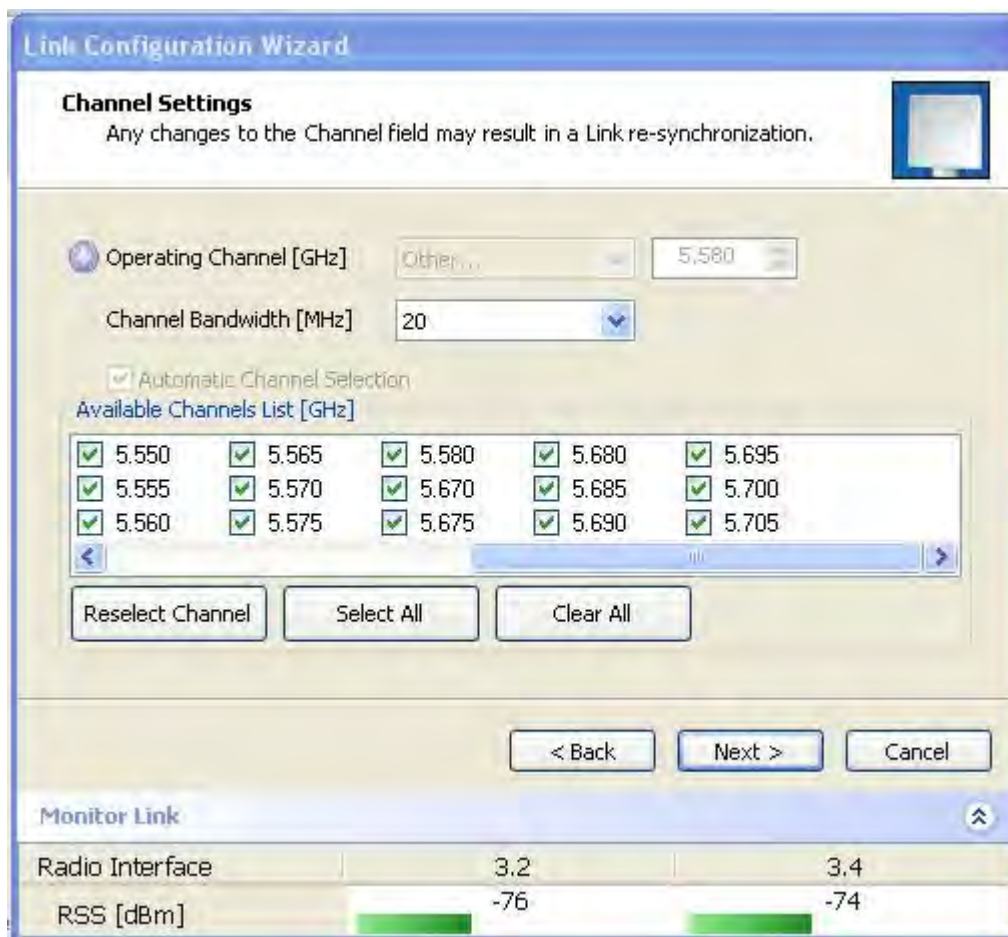 Link Configuration Wizard
Channel Settings
Any changes to the Channel field may result in a Link re-synchronization.
Operating Channel [GHz] Other... 5.580
Channel Bandwidth [MHz] 20
Automatic Channel Selection
Available Channels List [GHz]
5.550 5.565 5.580 5.680 5.695
5.555 5.570 5.670 5.685 5.700
5.560 5.575 5.675 5.690 5.705
Reselect Channel Select All Clear All
< Back Next > Cancel
Monitor Link
Radio Interface 3.2 3.4
RSS [dBm] -76 -74